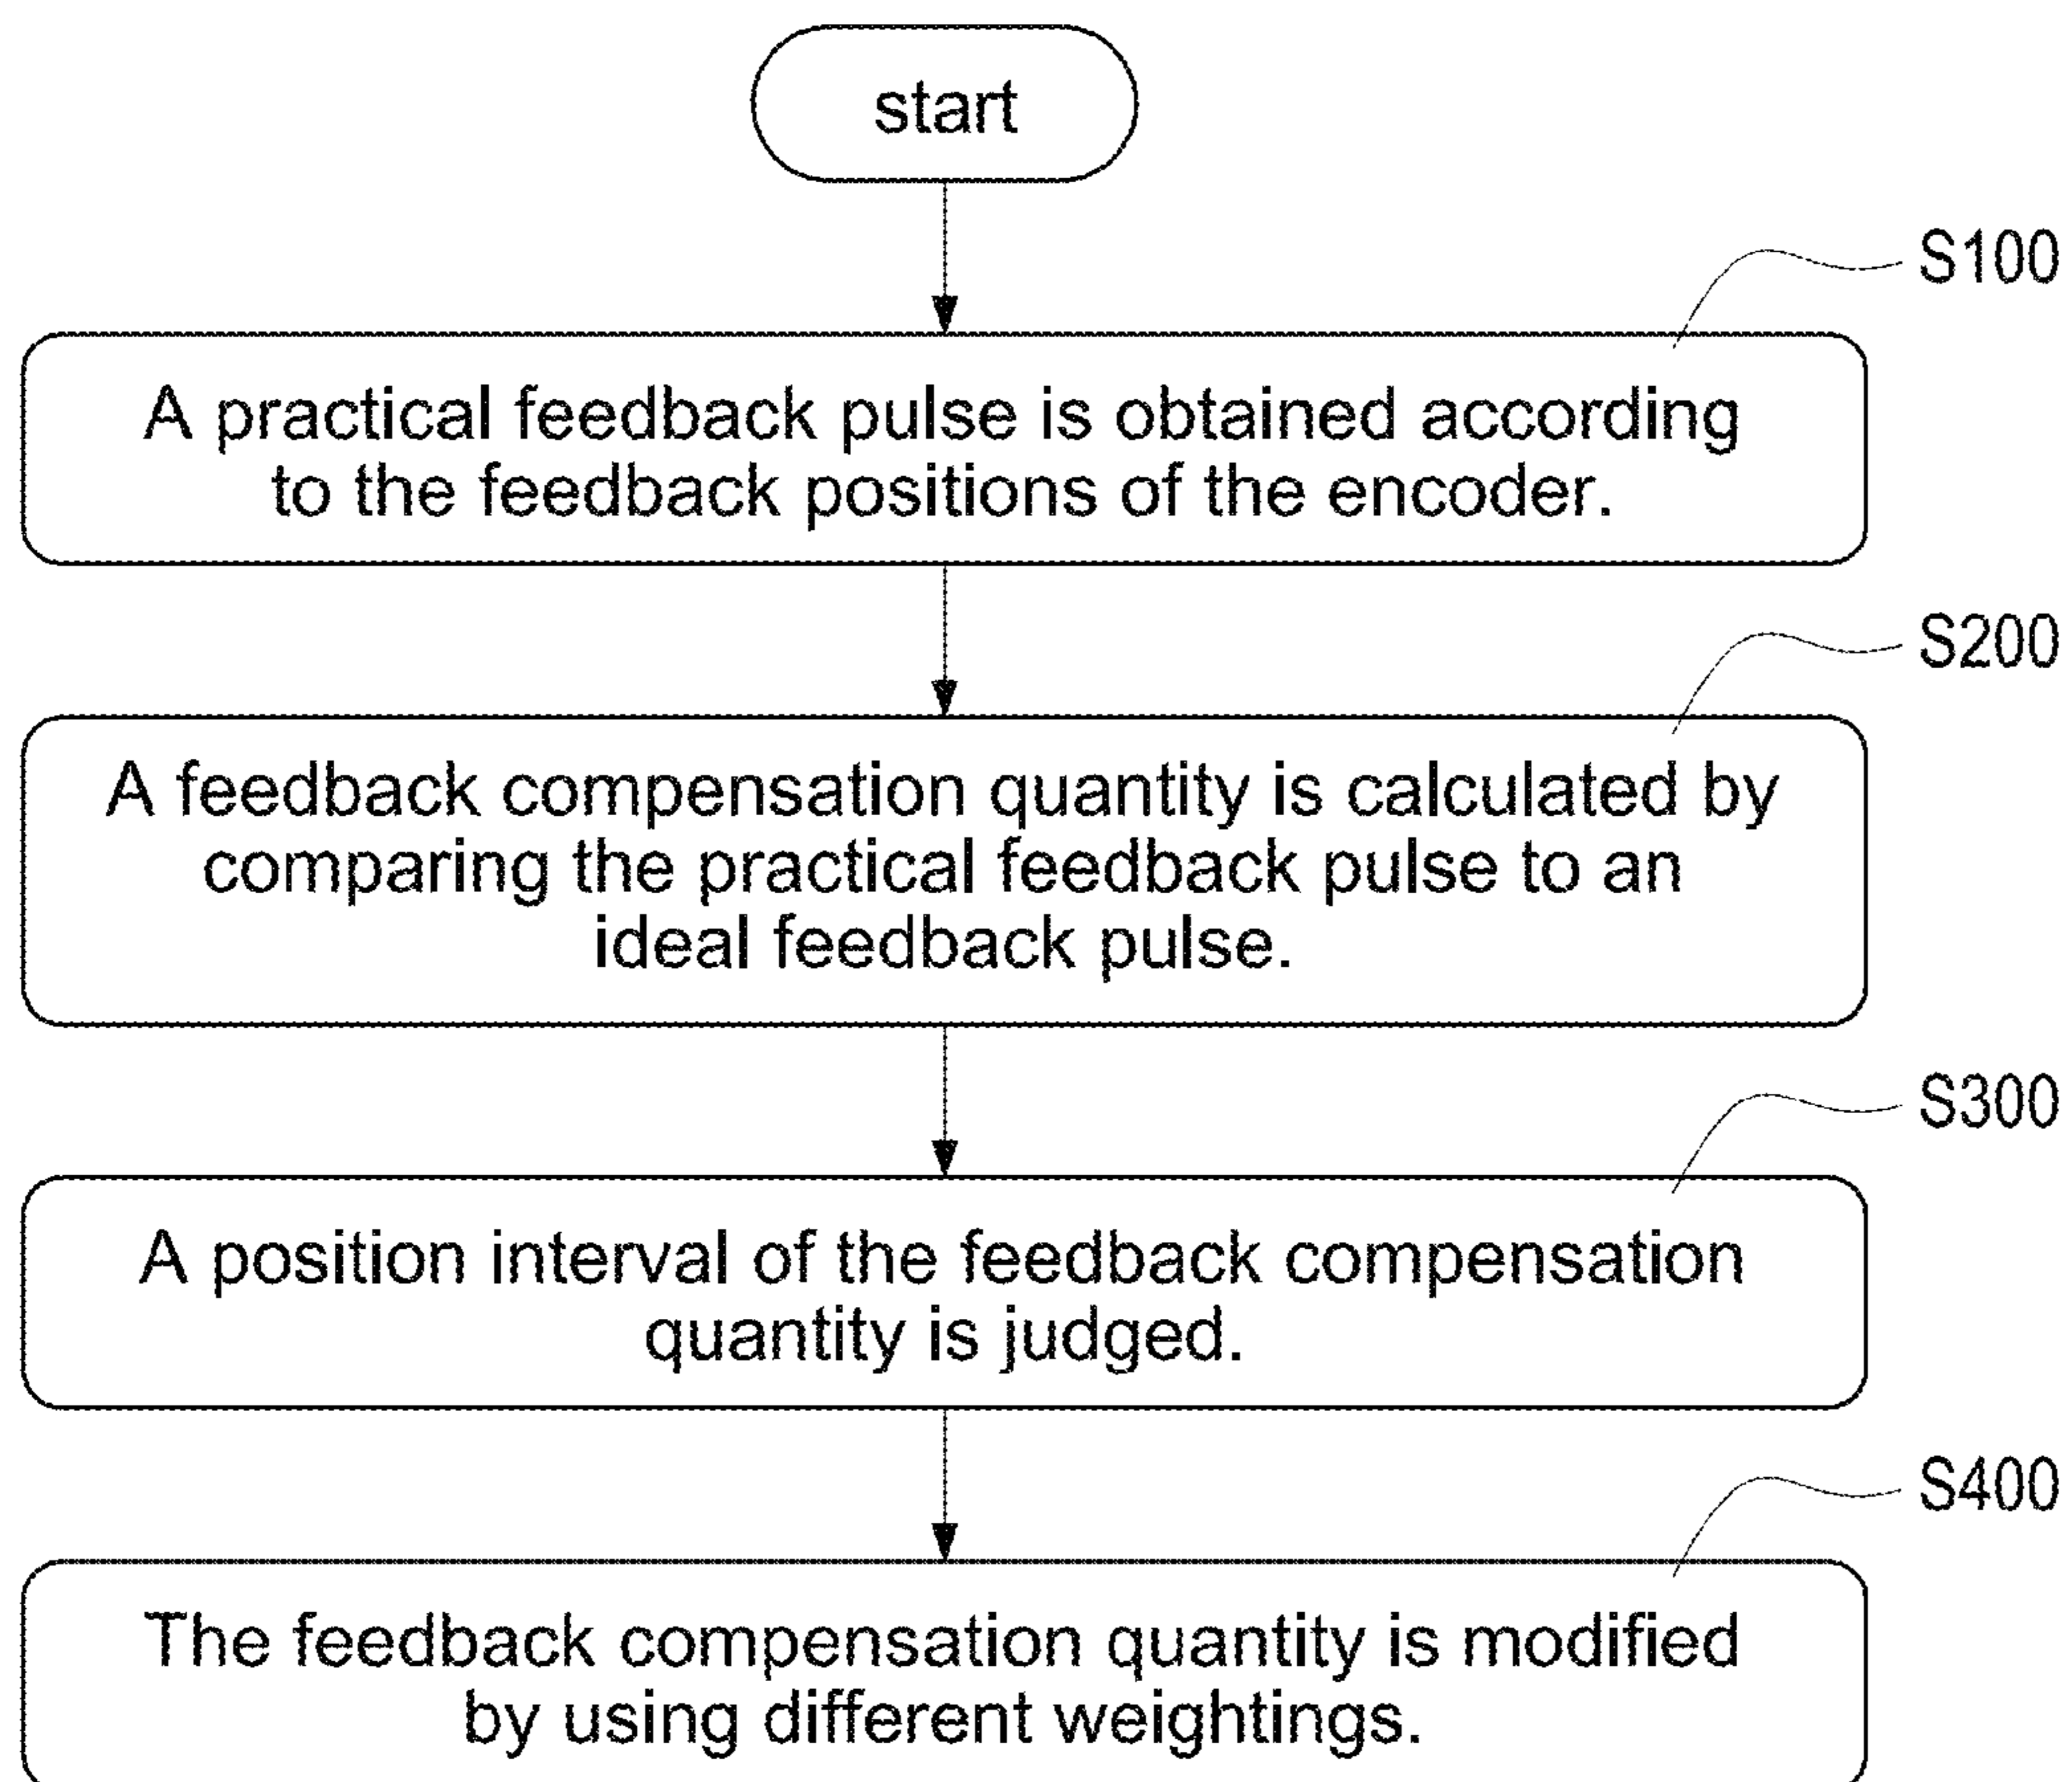 start
S100
A practical feedback pulse is obtained according
to the feedback positions of the encoder.
S200
A feedback compensation quantity is calculated by
comparing the practical feedback pulse to an
ideal feedback pulse.
S300
A position interval of the feedback compensation
quantity is judged.
S400
The feedback compensation quantity is modified
by using different weightings.